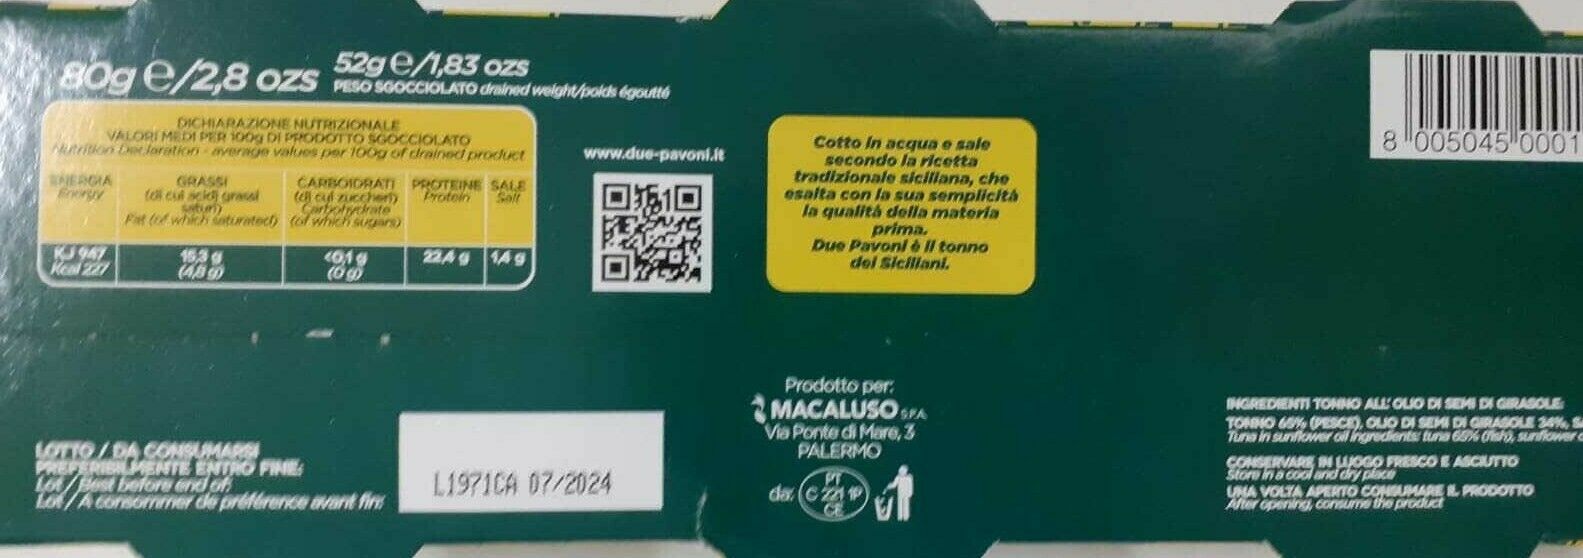 80g e/2,8 ozs
52g e/1,83 ozs
PESO SGOCCIOLATO drained weight/poids égoutté
DICHIARAZIONE NUTRIZIONALE
VALORI MEDI PER 100g DI PRODOTTO SGOCCIOLATO
Nutrition Declaration - average values per 100g of drained product
ENERGIA
Energy
GRASSI
(di cui acidi grassi
saturi)
Fat (of which saturated)
CARBOIDRATI
(di cui zuccheri)
Carbohydrate
(of which sugars)
PROTEINE
Protein
SALE
Salt
KJ 947
Kcal 227
15,3 g
(4,8 g)
<0,1 g
(0 g)
22,4 g
1,4 g
www.due-pavoni.it
Cotto in acqua e sale
secondo la ricetta
tradizionale siciliana, che
esalta con la sua semplicità
la qualità della materia
prima.
Due Pavoni è il tonno
dei Siciliani.
8 005045 0001
LOTTO / DA CONSUMARSI
PREFERIBILMENTE ENTRO FINE:
Lot / Best before end of:
Lot / A consommer de préférence avant fin:
L1971CA 07/2024
Prodotto per:
MACALUSO S.P.A.
Via Ponte di Mare, 3
PALERMO
da:
PT
C 221 1P
CE
INGREDIENTI TONNO ALL'OLIO DI SEMI DI GIRASOLE:
TONNO 65% (PESCE), OLIO DI SEMI DI GIRASOLE 34%,
Tuna in sunflower oil ingredients: tuna 65% (fish), sunflower
CONSERVARE IN LUOGO FRESCO E ASCIUTTO
Store in a cool and dry place
UNA VOLTA APERTO CONSUMARE IL PRODOTTO
After opening, consume the product